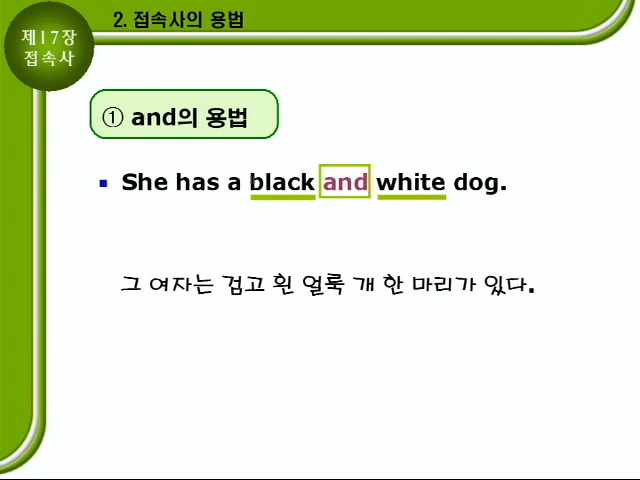 2. 접속사의 용법
제17장
접속사
① and의 용법
▪ She has a black and white dog.
그 여자는 검고 흰 얼룩 개 한 마리가 있다.